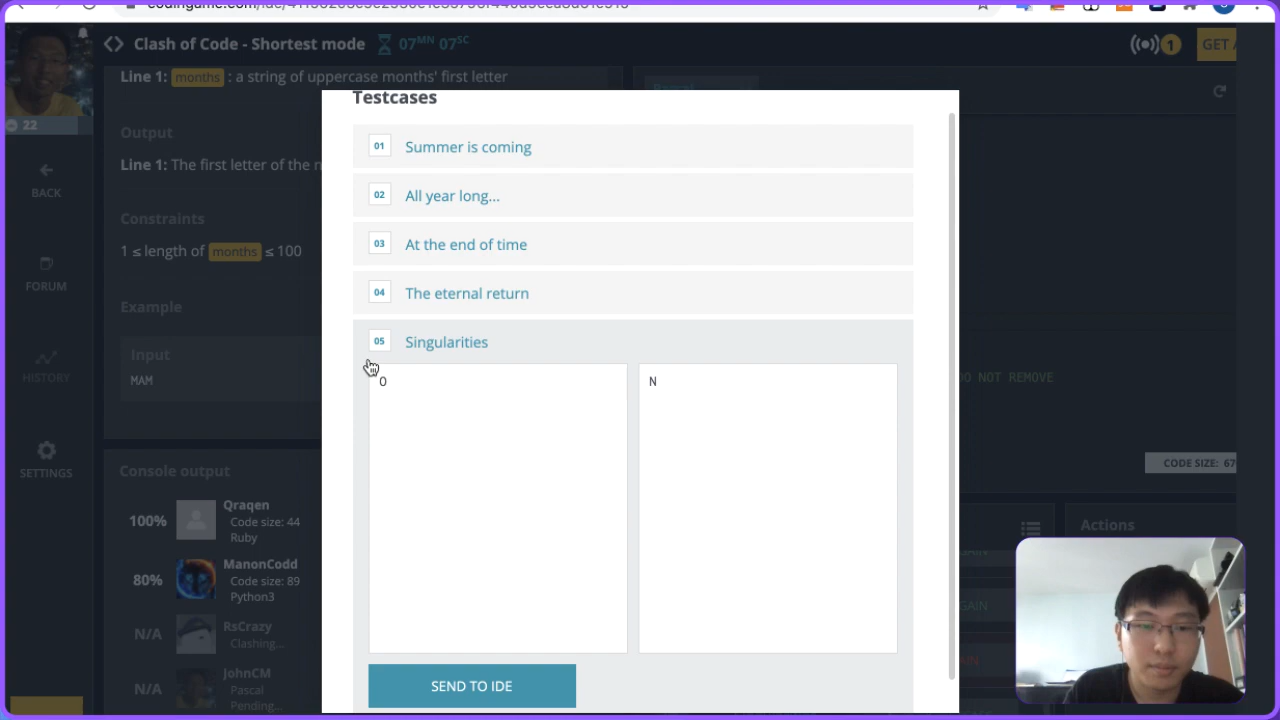 Clash of Code - Shortest mode
07MN 07SC
1
GET
22
BACK
FORUM
HISTORY
SETTINGS
Line 1: months : a string of uppercase months' first letter
Output
Line 1: The first letter of the
Constraints
1 ≤ length of months ≤ 100
Example
Input
MAM
Testcases
01 Summer is coming
02 All year long...
03 At the end of time
04 The eternal return
05 Singularities
O
N
SEND TO IDE
DO NOT REMOVE
CODE SIZE: 67
Console output
100%
Qraqen
Code size: 44
Ruby
80%
ManonCodd
Code size: 89
Python3
N/A
RsCrazy
Clashing...
N/A
JohnCM
Pascal
Pending...
Actions